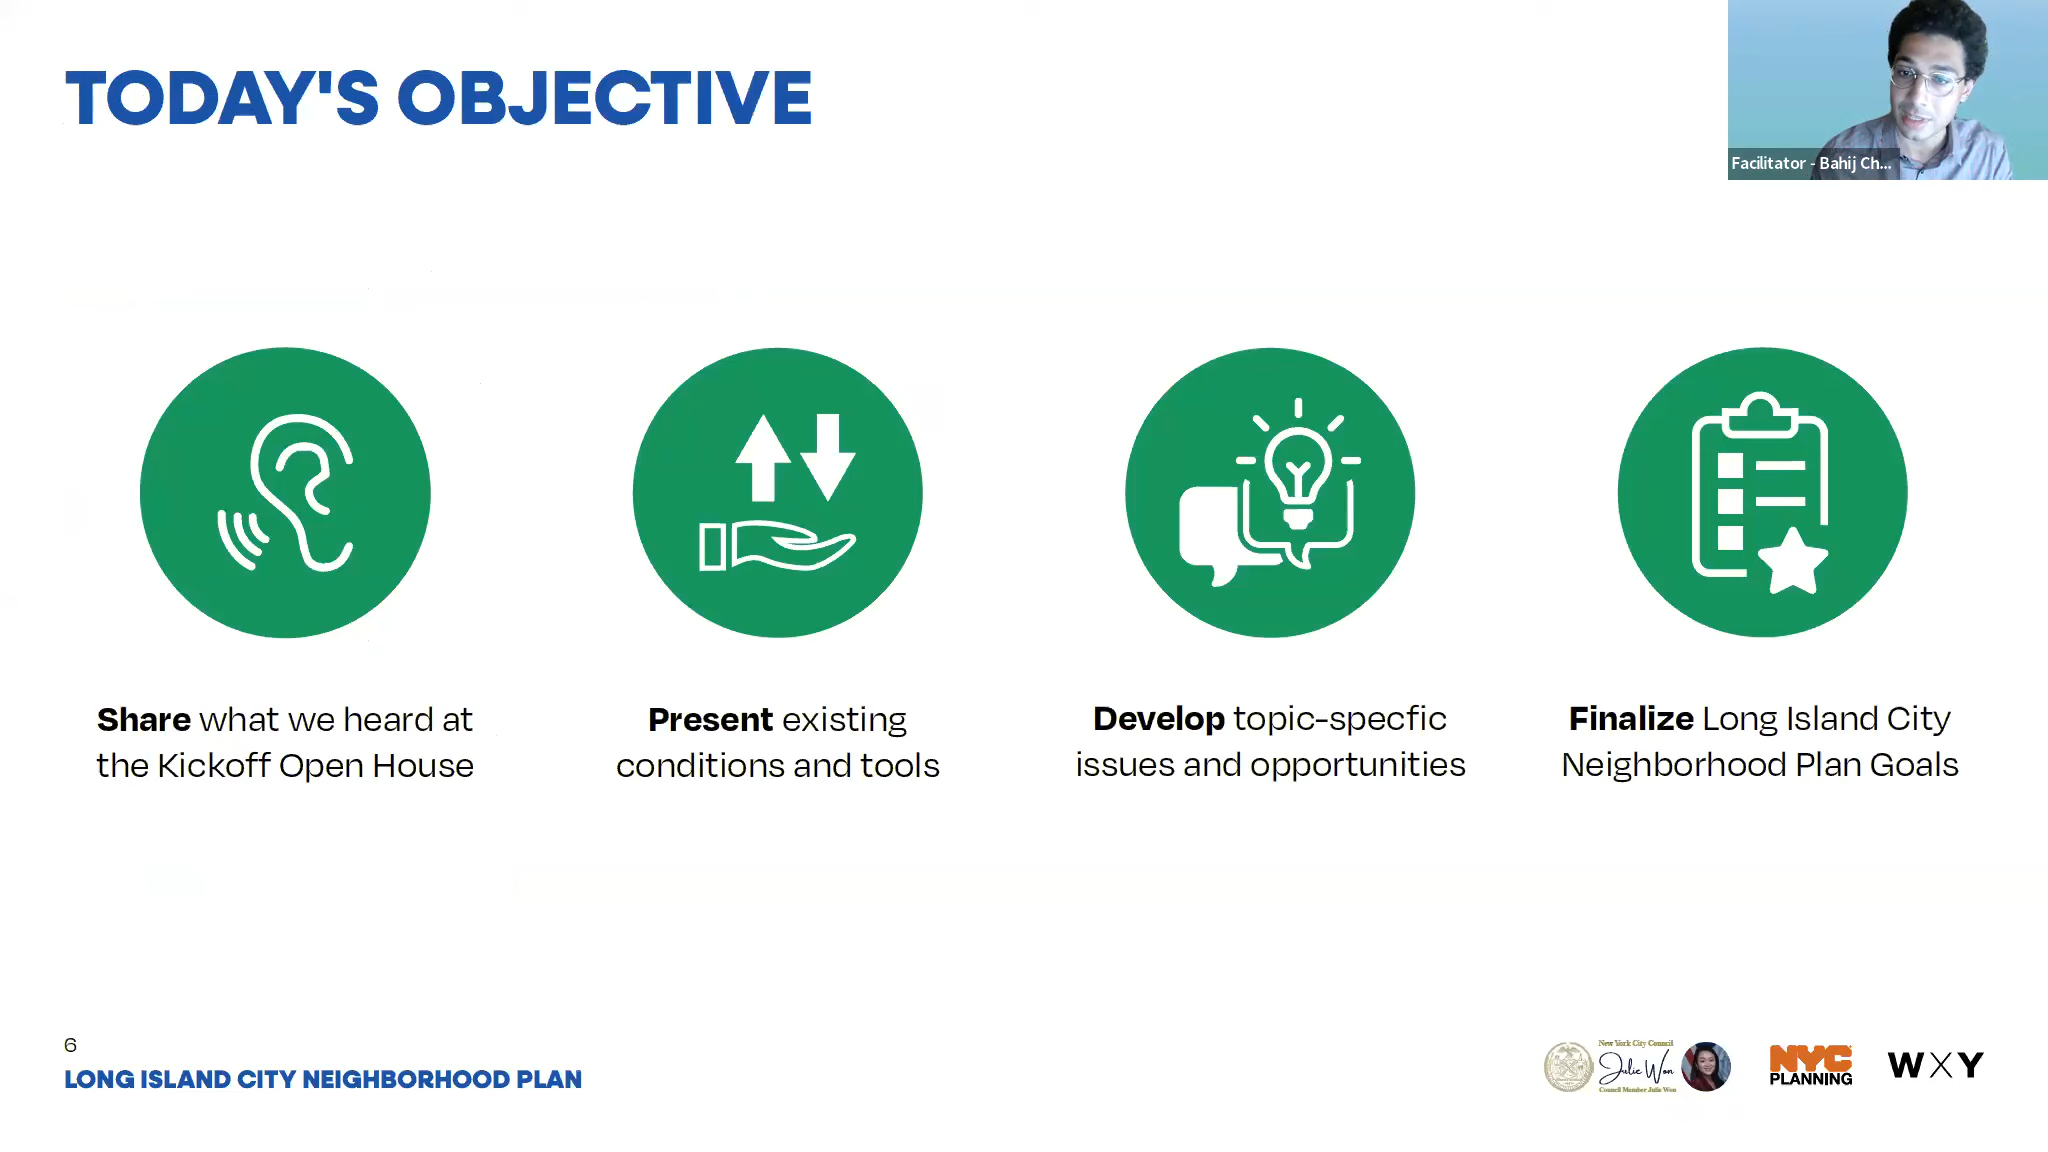 TODAY'S OBJECTIVE
Facilitator - Bahij Ch...
Share what we heard at
the Kickoff Open House
Present existing
conditions and tools
Develop topic-specfic
issues and opportunities
Finalize Long Island City
Neighborhood Plan Goals
6
LONG ISLAND CITY NEIGHBORHOOD PLAN
New York City Council
Julie Won
Council Member Julie Won
NYC
PLANNING
WXY